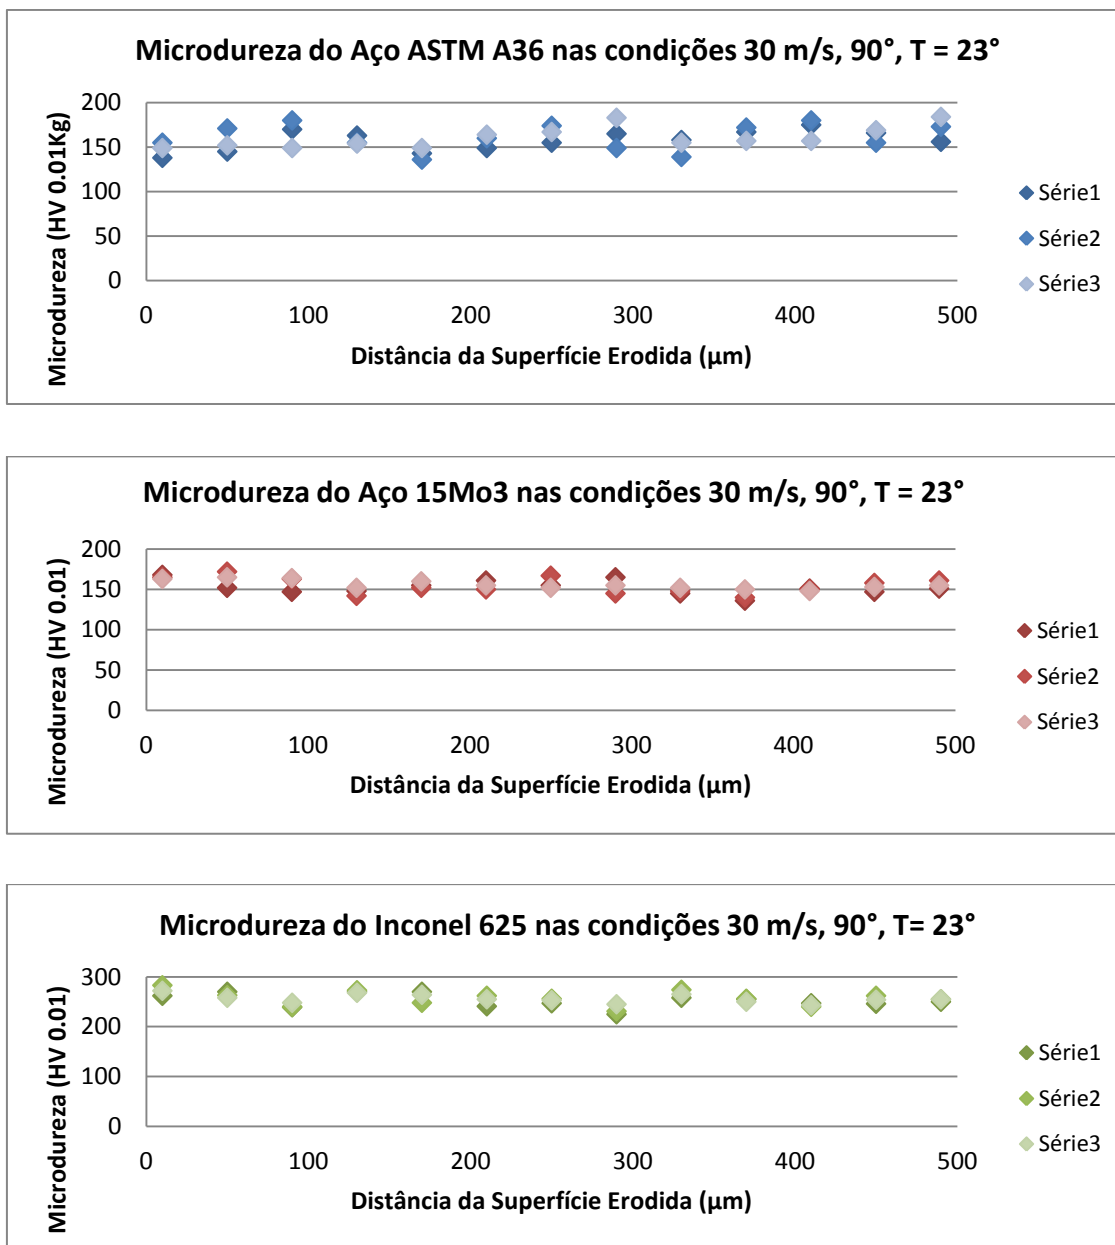 Microdureza do Aço ASTM A36 nas condições 30 m/s, 90°, T = 23°
Microdureza (HV 0.01Kg)
200
150
100
50
0
0 100 200 300 400 500
Distância da Superfície Erodida (µm)
Série1
Série2
Série3
Microdureza do Aço 15Mo3 nas condições 30 m/s, 90°, T = 23°
Microdureza (HV 0.01)
200
150
100
50
0
0 100 200 300 400 500
Distância da Superfície Erodida (µm)
Série1
Série2
Série3
Microdureza do Inconel 625 nas condições 30 m/s, 90°, T= 23°
Microdureza (HV 0.01)
300
200
100
0
0 100 200 300 400 500
Distância da Superfície Erodida (µm)
Série1
Série2
Série3